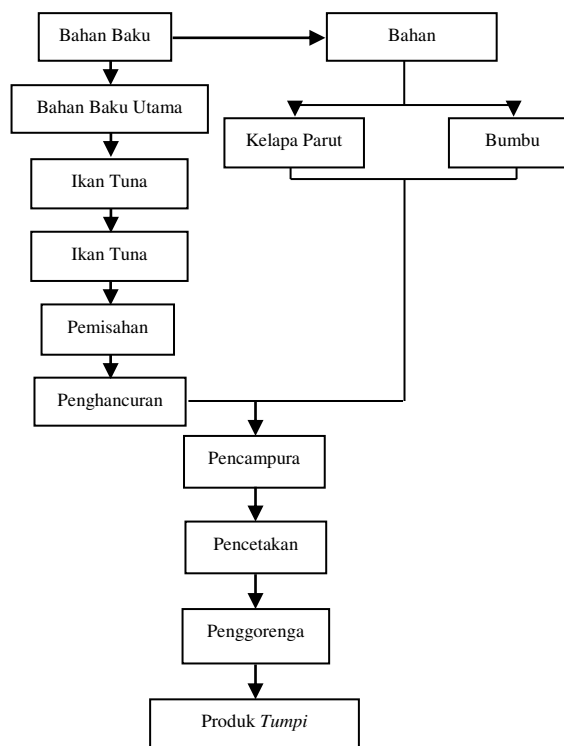 Bahan Baku
Bahan
Bahan Baku Utama
Kelapa Parut
Bumbu
Ikan Tuna
Ikan Tuna
Pemisahan
Penghancuran
Pencampura
Pencetakan
Penggorenga
Produk Tumpi